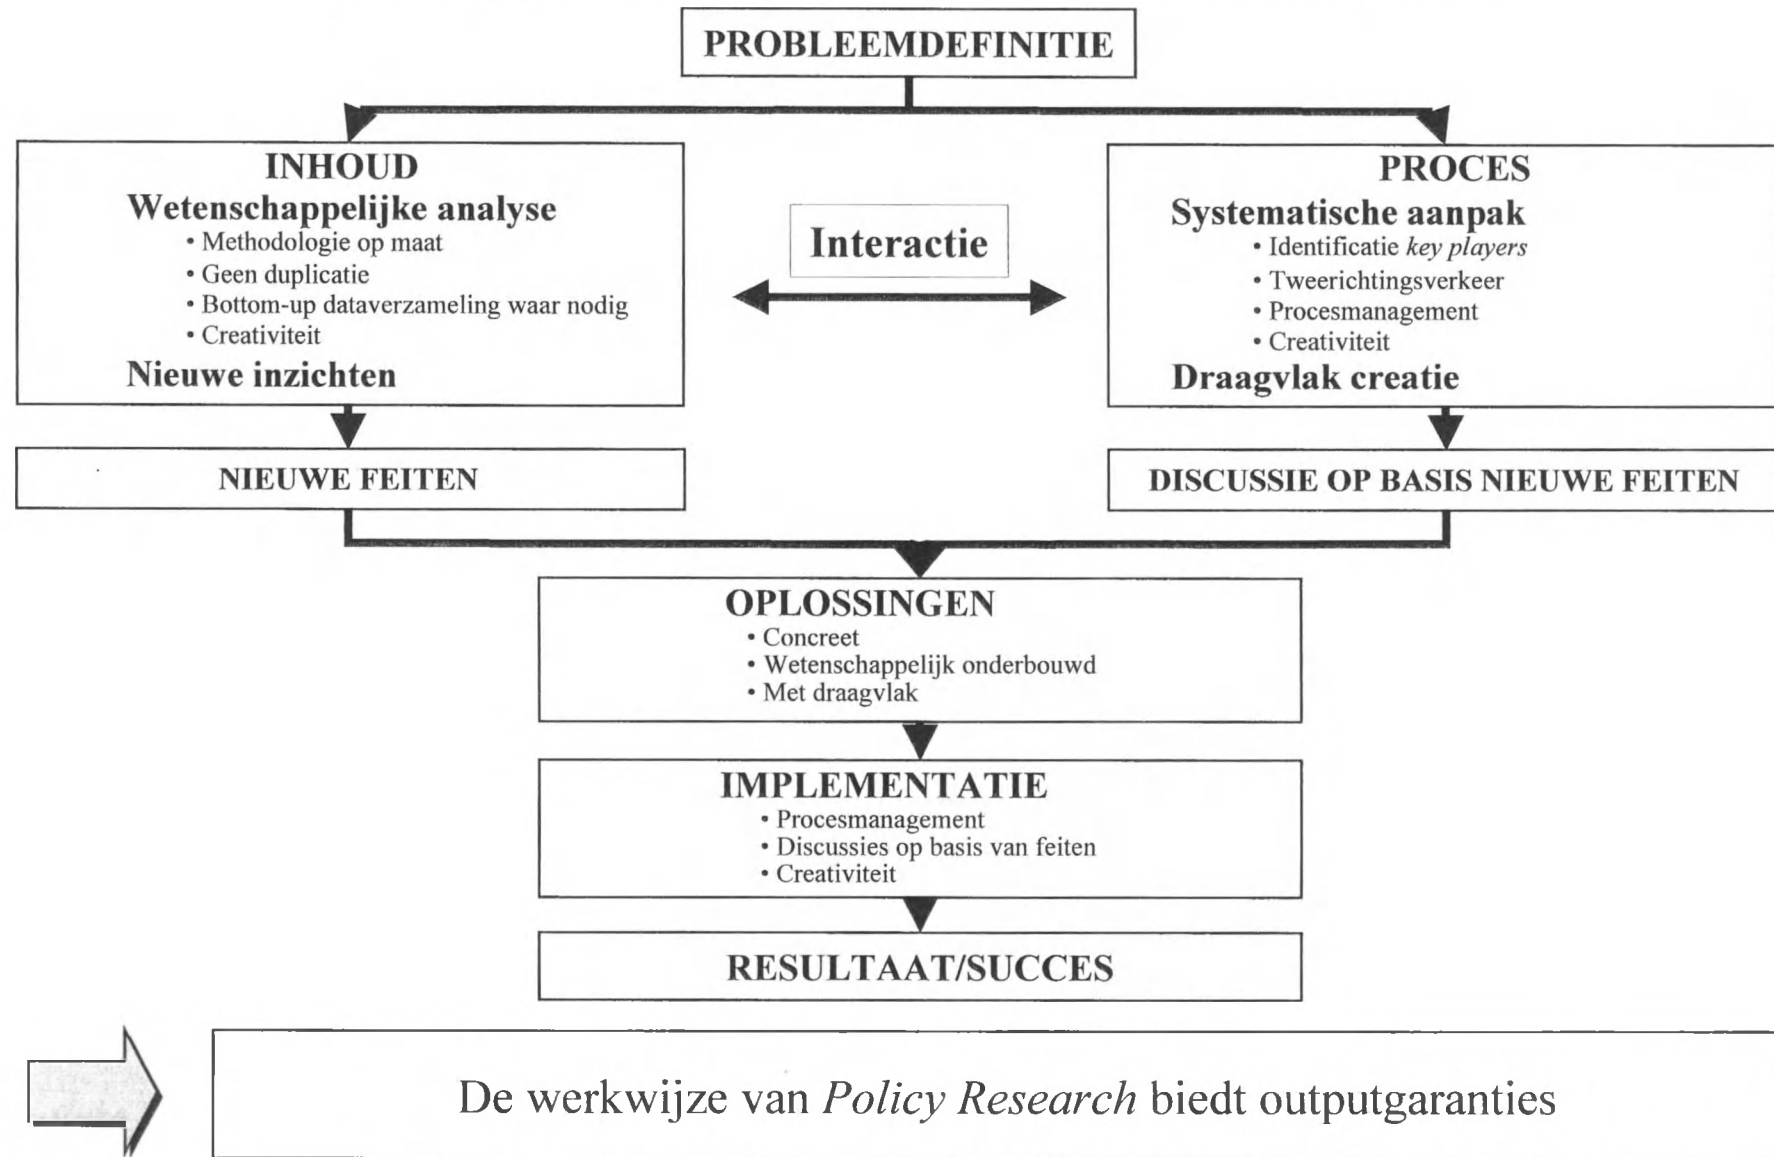 PROBLEEMDEFINITIE
INHOUD
Wetenschappelijke analyse
• Methodologie op maat
• Geen duplicatie
• Bottom-up dataverzameling waar nodig
• Creativiteit
Nieuwe inzichten
Interactie
PROCES
Systematische aanpak
• Identificatie key players
• Tweerichtingsverkeer
• Procesmanagement
• Creativiteit
Draagvlak creatie
NIEUWE FEITEN
DISCUSSIE OP BASIS NIEUWE FEITEN
OPLOSSINGEN
• Concreet
• Wetenschappelijk onderbouwd
• Met draagvlak
IMPLEMENTATIE
• Procesmanagement
• Discussies op basis van feiten
• Creativiteit
RESULTAAT/SUCCES
De werkwijze van Policy Research biedt outputgaranties